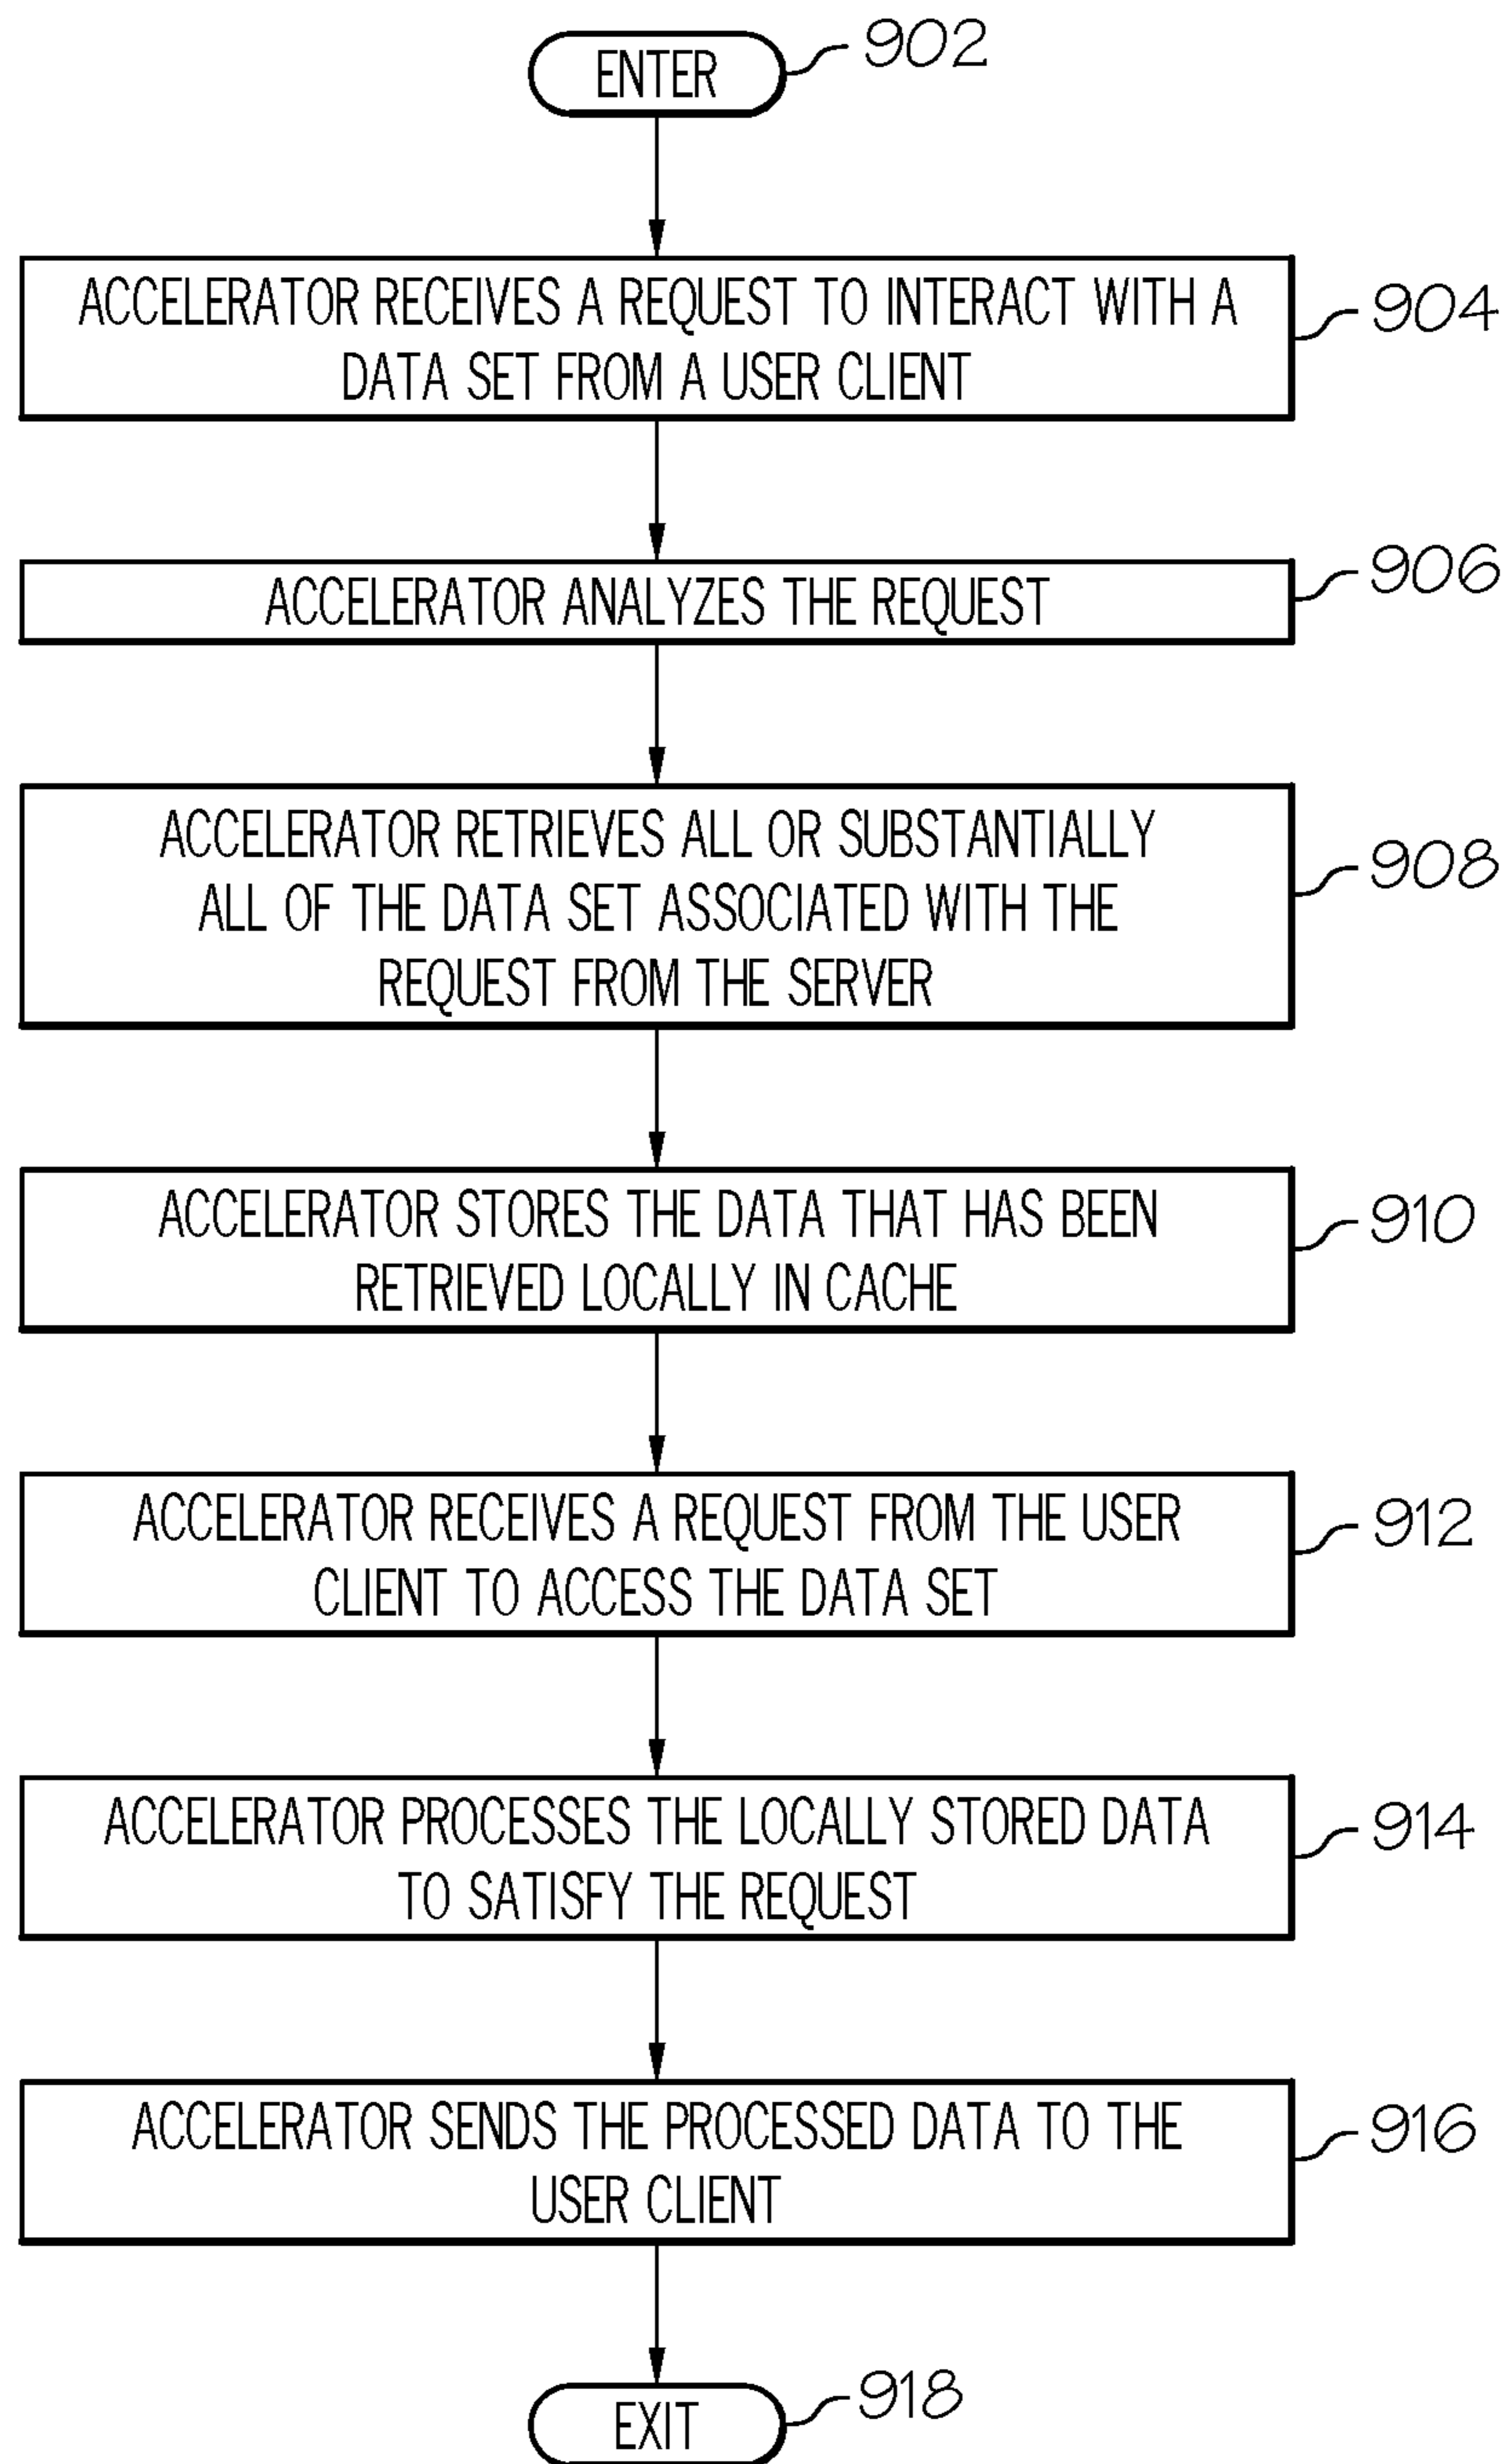 ENTER
902
ACCELERATOR RECEIVES A REQUEST TO INTERACT WITH A
DATA SET FROM A USER CLIENT
904
ACCELERATOR ANALYZES THE REQUEST
906
ACCELERATOR RETRIEVES ALL OR SUBSTANTIALLY
ALL OF THE DATA SET ASSOCIATED WITH THE
REQUEST FROM THE SERVER
908
ACCELERATOR STORES THE DATA THAT HAS BEEN
RETRIEVED LOCALLY IN CACHE
910
ACCELERATOR RECEIVES A REQUEST FROM THE USER
CLIENT TO ACCESS THE DATA SET
912
ACCELERATOR PROCESSES THE LOCALLY STORED DATA
TO SATISFY THE REQUEST
914
ACCELERATOR SENDS THE PROCESSED DATA TO THE
USER CLIENT
916
EXIT
918